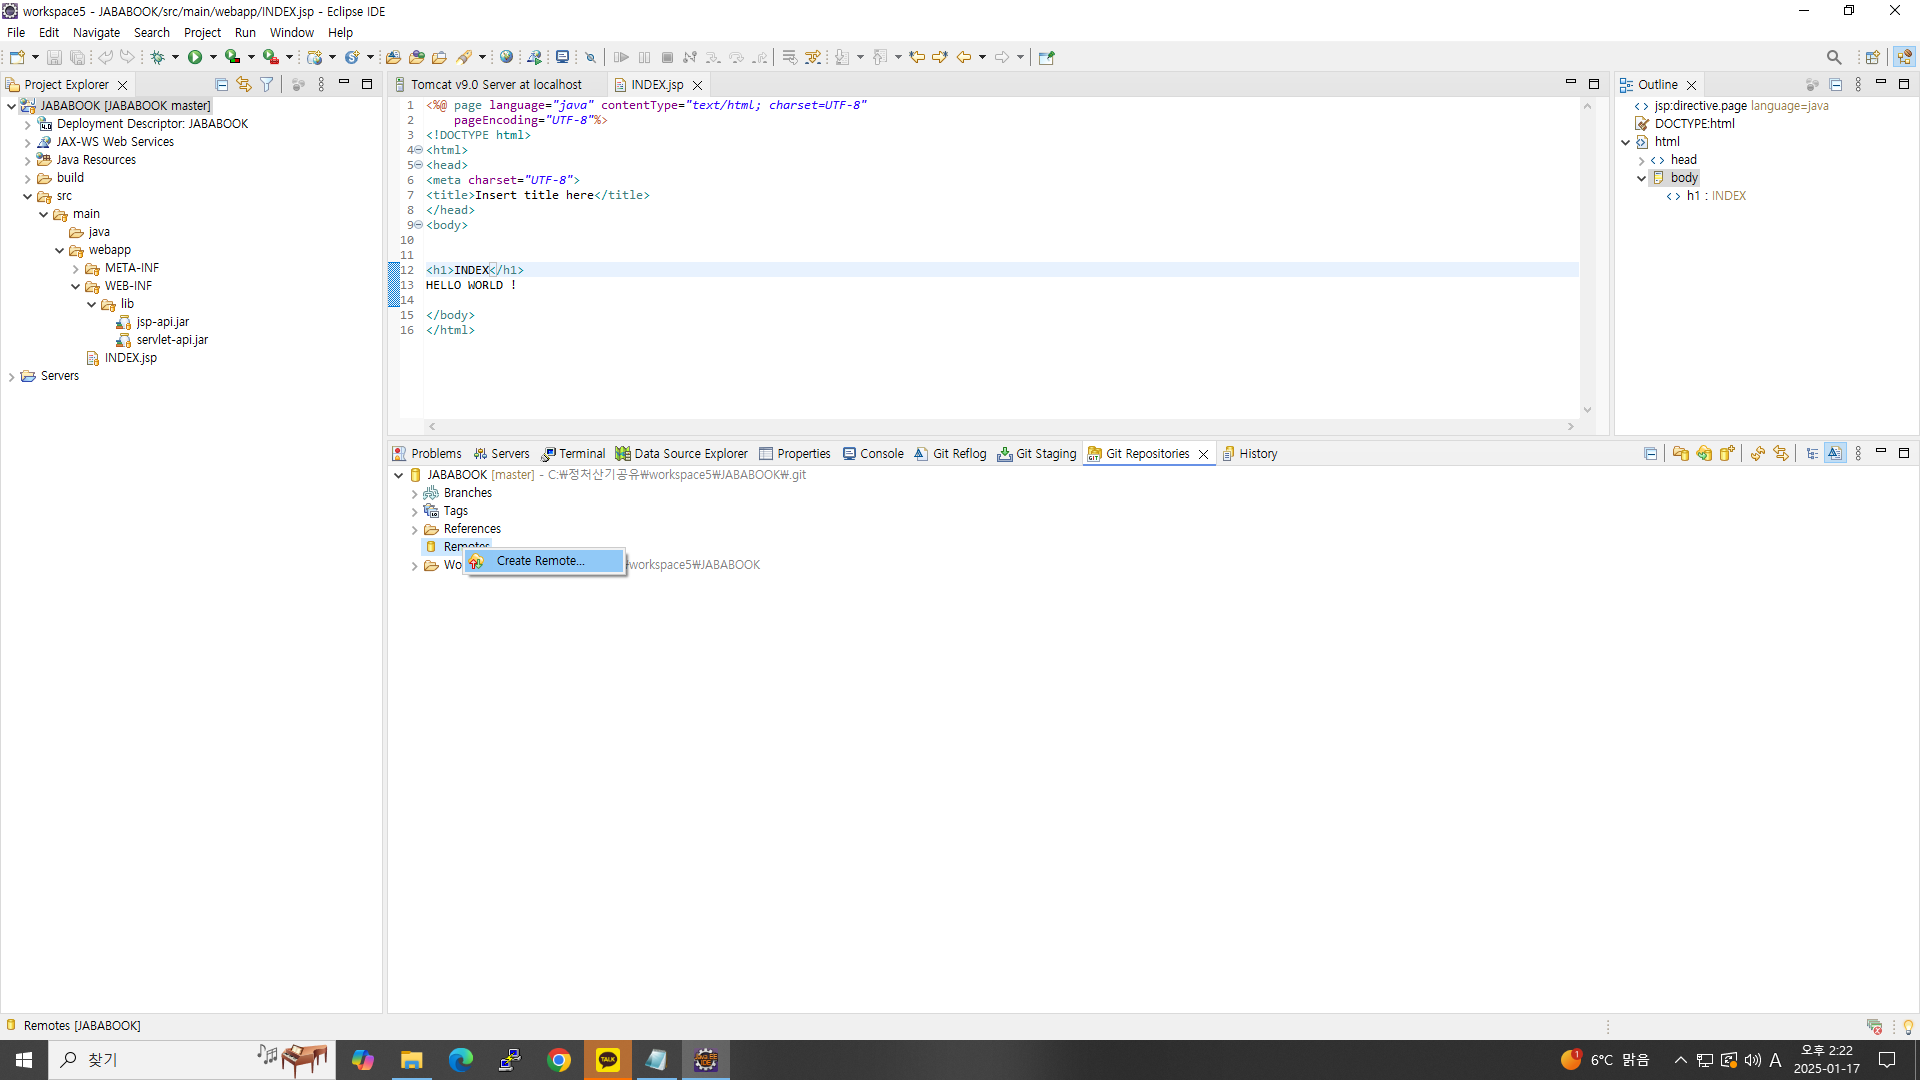 workspace5 - JABABOOK/src/main/webapp/INDEX.jsp - Eclipse IDE
File Edit Navigate Search Project Run Window Help
Project Explorer
JABABOOK [JABABOOK master]
Deployment Descriptor: JABABOOK
JAX-WS Web Services
Java Resources
build
src
main
java
webapp
META-INF
WEB-INF
lib
jsp-api.jar
servlet-api.jar
INDEX.jsp
Servers
Tomcat v9.0 Server at localhost INDEX.jsp
1 <%@ page language="java" contentType="text/html; charset=UTF-8"
2 pageEncoding="UTF-8"%>
3 <!DOCTYPE html>
4 <html>
5 <head>
6 <meta charset="UTF-8">
7 <title>Insert title here</title>
8 </head>
9 <body>
10
11
12 <h1>INDEX</h1>
13 HELLO WORLD !
14
15 </body>
16 </html>
Outline
jsp:directive.page language=java
DOCTYPE:html
html
head
body
h1 : INDEX
Problems Servers Terminal Data Source Explorer Properties Console Git Reflog Git Staging Git Repositories History
JABABOOK [master] - C:₩정처산기공유₩workspace5₩JABABOOK₩.git
Branches
Tags
References
Remotes
Create Remote...
₩workspace5₩JABABOOK
Remotes [JABABOOK]
찾기
TALK
1
6°C 맑음
A
오후 2:22
2025-01-17